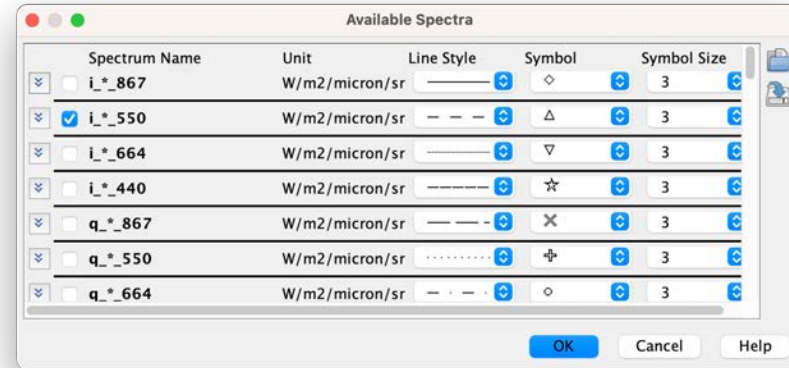 Available Spectra
Spectrum Name Unit Line Style Symbol Symbol Size
i_*_867 W/m2/micron/sr 3
i_*_550 W/m2/micron/sr 3
i_*_664 W/m2/micron/sr 3
i_*_440 W/m2/micron/sr 3
q_*_867 W/m2/micron/sr 3
q_*_550 W/m2/micron/sr 3
q_*_664 W/m2/micron/sr 3
OK Cancel Help